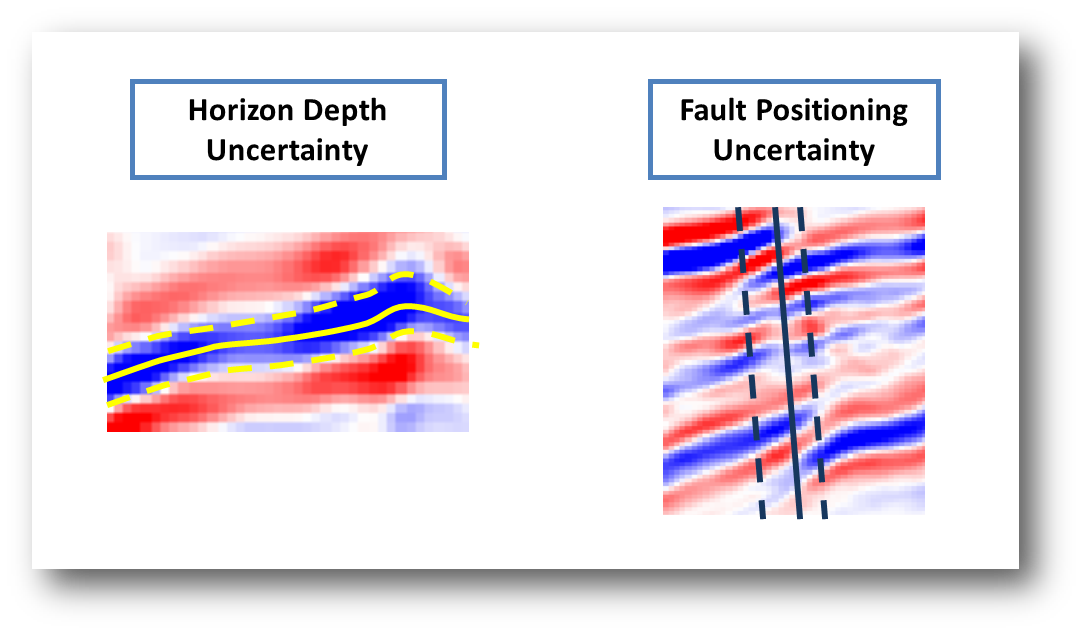 Horizon Depth
Uncertainty
Fault Positioning
Uncertainty